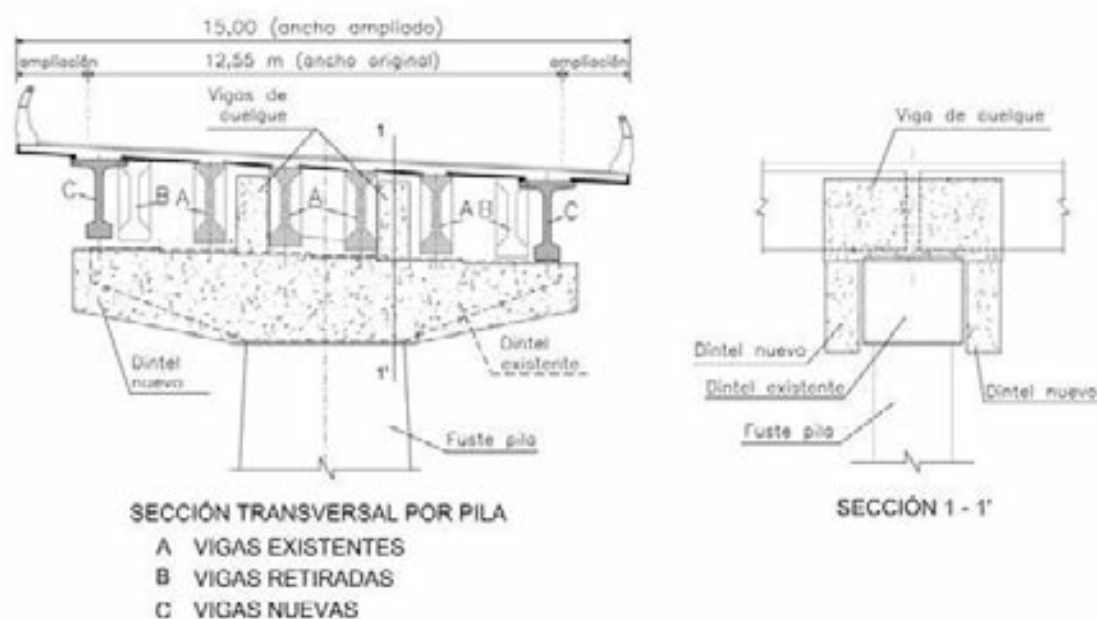 15,00 (ancho ampliado)
ampliación 12,55 m (ancho original) ampliación
Vigas de
cuelgue
1
C B A A A B C
Dintel
nuevo
Dintel
existente
1'
Fuste pila
SECCIÓN TRANSVERSAL POR PILA
A VIGAS EXISTENTES
B VIGAS RETIRADAS
C VIGAS NUEVAS
Viga de cuelgue
Dintel nuevo
Dintel existente
Dintel nuevo
Fuste pila
SECCIÓN 1 - 1'